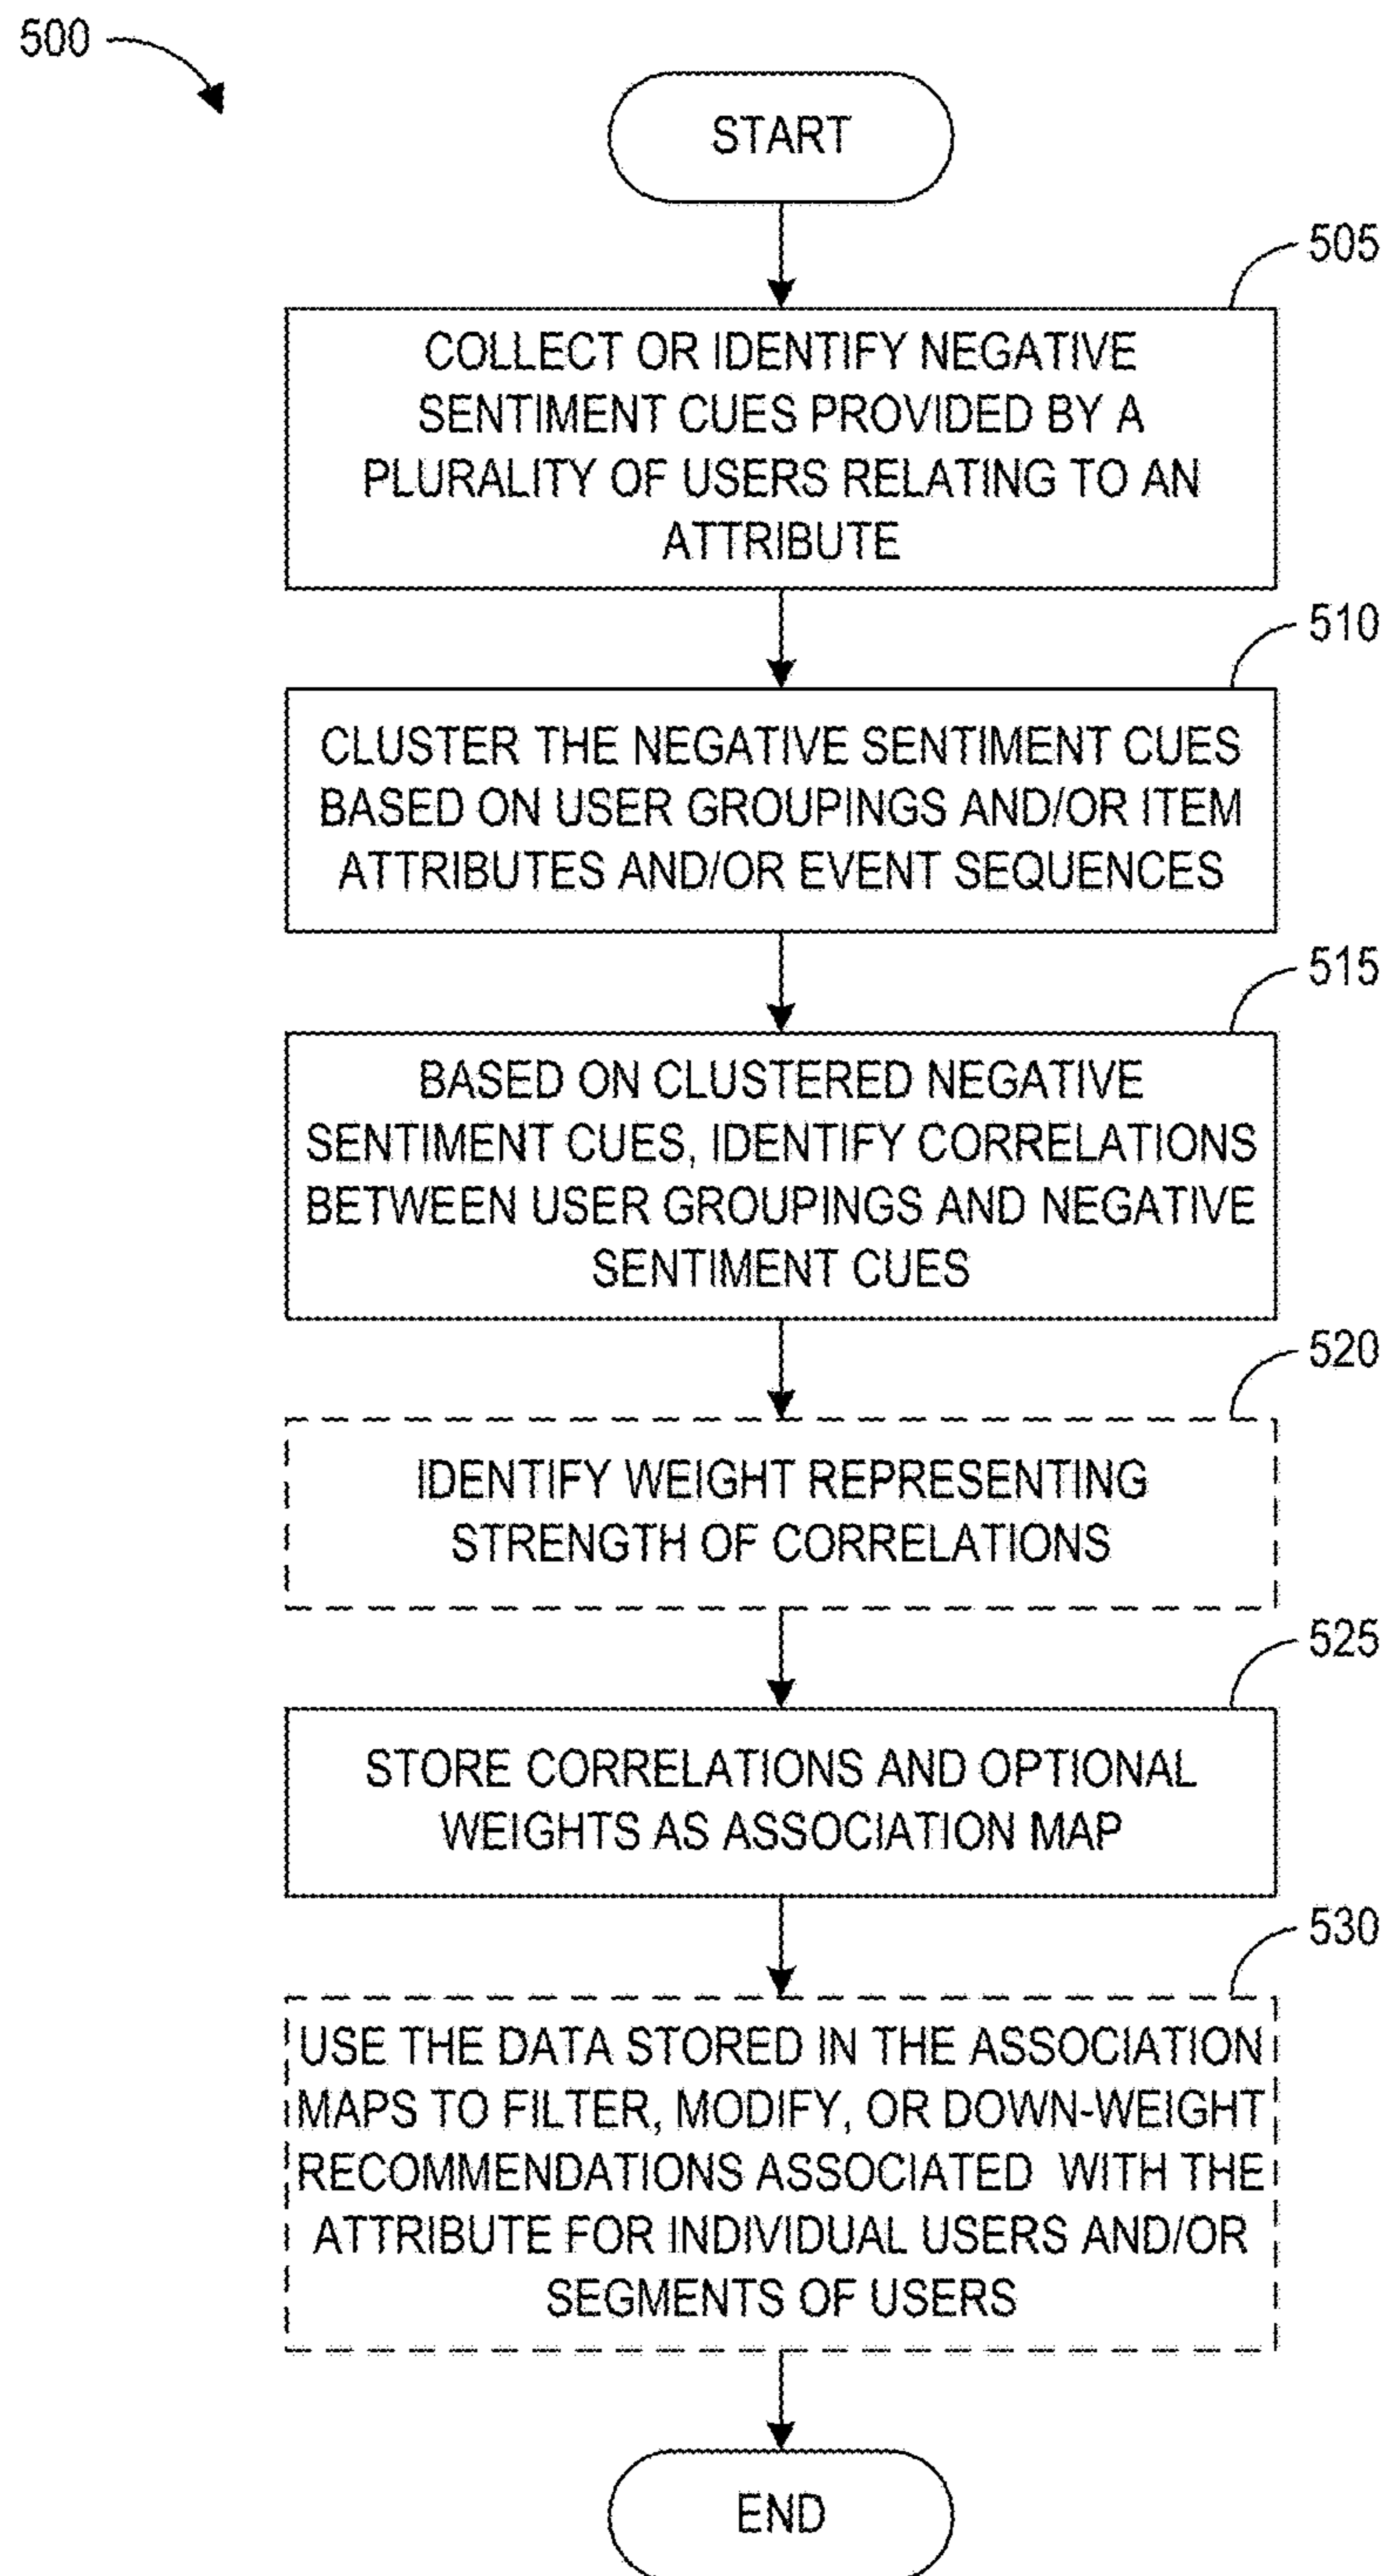 500
START
505
COLLECT OR IDENTIFY NEGATIVE
SENTIMENT CUES PROVIDED BY A
PLURALITY OF USERS RELATING TO AN
ATTRIBUTE
510
CLUSTER THE NEGATIVE SENTIMENT CUES
BASED ON USER GROUPINGS AND/OR ITEM
ATTRIBUTES AND/OR EVENT SEQUENCES
515
BASED ON CLUSTERED NEGATIVE
SENTIMENT CUES, IDENTIFY CORRELATIONS
BETWEEN USER GROUPINGS AND NEGATIVE
SENTIMENT CUES
520
IDENTIFY WEIGHT REPRESENTING
STRENGTH OF CORRELATIONS
525
STORE CORRELATIONS AND OPTIONAL
WEIGHTS AS ASSOCIATION MAP
530
USE THE DATA STORED IN THE ASSOCIATION
MAPS TO FILTER, MODIFY, OR DOWN-WEIGHT
RECOMMENDATIONS ASSOCIATED WITH THE
ATTRIBUTE FOR INDIVIDUAL USERS AND/OR
SEGMENTS OF USERS
END